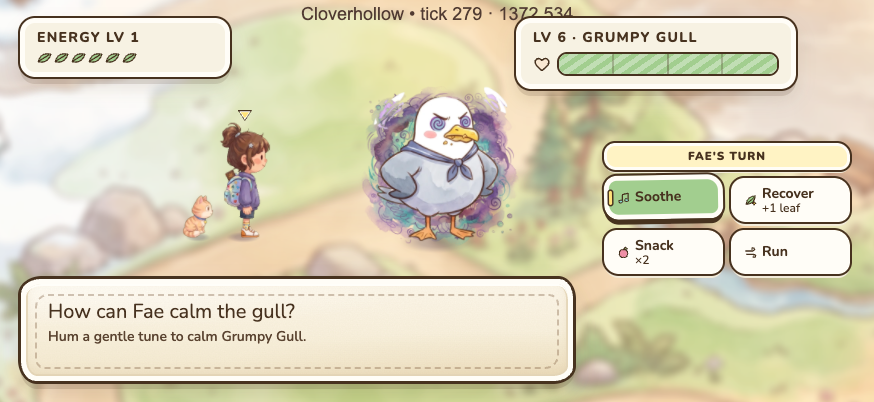 Cloverhollow • tick 279 · 1372,534
ENERGY LV 1
LV 6 · GRUMPY GULL
FAE'S TURN
Soothe
Recover
+1 leaf
Snack
×2
Run
How can Fae calm the gull?
Hum a gentle tune to calm Grumpy Gull.